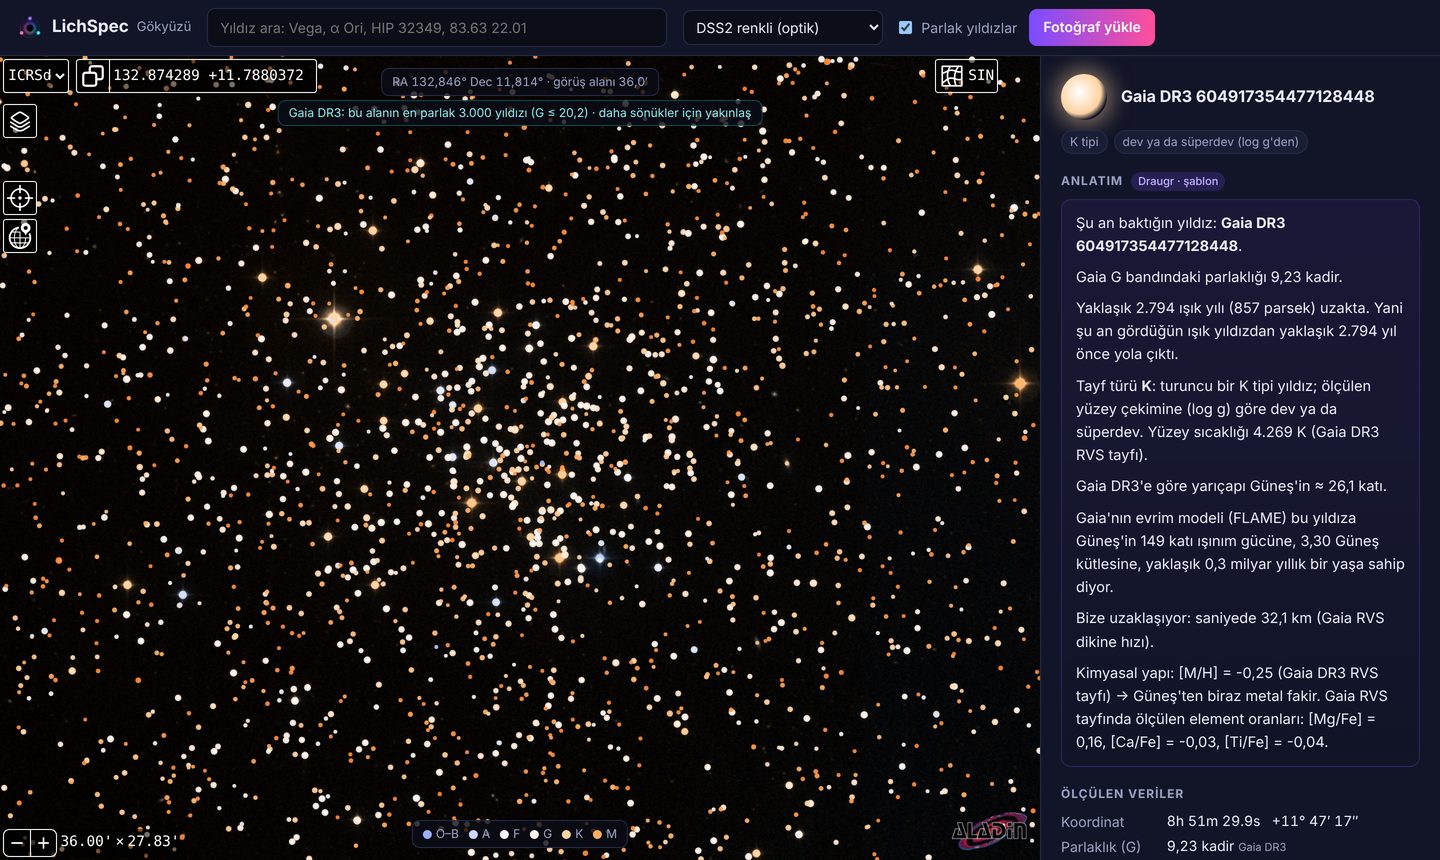 LichSpec Gökyüzü
Yıldız ara: Vega, α Ori, HIP 32349, 83.63 22.01
DSS2 renkli (optik)
Parlak yıldızlar
Fotoğraf yükle
ICRSd
132.874289 +11.7880372
RA 132,846° Dec 11,814° · görüş alanı 36,0′
SIN
Gaia DR3: bu alanın en parlak 3.000 yıldızı (G ≤ 20,2) · daha sönükler için yakınlaş
O–B A F G K M
36.00' × 27.83'
ALADIN
Gaia DR3 604917354477128448
K tipi
dev ya da süperdev (log g'den)
ANLATIM
Draugr · şablon
Şu an baktığın yıldız: Gaia DR3
604917354477128448.
Gaia G bandındaki parlaklığı 9,23 kadir.
Yaklaşık 2.794 ışık yılı (857 parsek) uzakta. Yani
şu an gördüğün ışık yıldızdan yaklaşık 2.794 yıl
önce yola çıktı.
Tayf türü K: turuncu bir K tipi yıldız; ölçülen
yüzey çekimine (log g) göre dev ya da
süperdev. Yüzey sıcaklığı 4.269 K (Gaia DR3
RVS tayfı).
Gaia DR3'e göre yarıçapı Güneş'in ≈ 26,1 katı.
Gaia'nın evrim modeli (FLAME) bu yıldıza
Güneş'in 149 katı ışınım gücüne, 3,30 Güneş
kütlesine, yaklaşık 0,3 milyar yıllık bir yaşa sahip
diyor.
Bize uzaklaşıyor: saniyede 32,1 km (Gaia RVS
dikine hızı).
Kimyasal yapı: [M/H] = -0,25 (Gaia DR3 RVS
tayfı) → Güneş'ten biraz metal fakir. Gaia RVS
tayfında ölçülen element oranları: [Mg/Fe] =
0,16, [Ca/Fe] = -0,03, [Ti/Fe] = -0,04.
ÖLÇÜLEN VERİLER
Koordinat 8h 51m 29.9s +11° 47′ 17″
Parlaklık (G) 9,23 kadir Gaia DR3